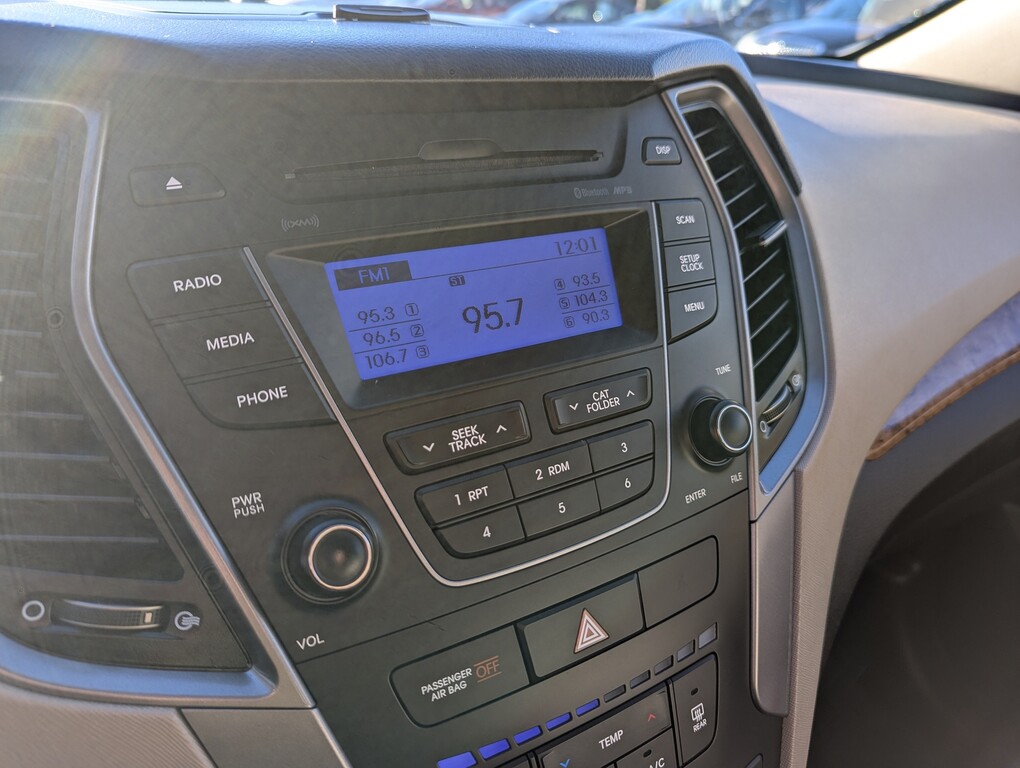 DISP
Bluetooth MP3
((XM))
SCAN
RADIO
FM1
ST
12:01
SETUP
CLOCK
95.3 1
95.7
4 93.5
96.5 2
5 104.3
106.7 3
6 90.3
MENU
MEDIA
PHONE
TUNE
SEEK
TRACK
CAT
FOLDER
1 RPT
2 RDM
3
4
5
6
ENTER
FILE
PWR
PUSH
VOL
PASSENGER
AIR BAG
OFF
TEMP
REAR
A/C